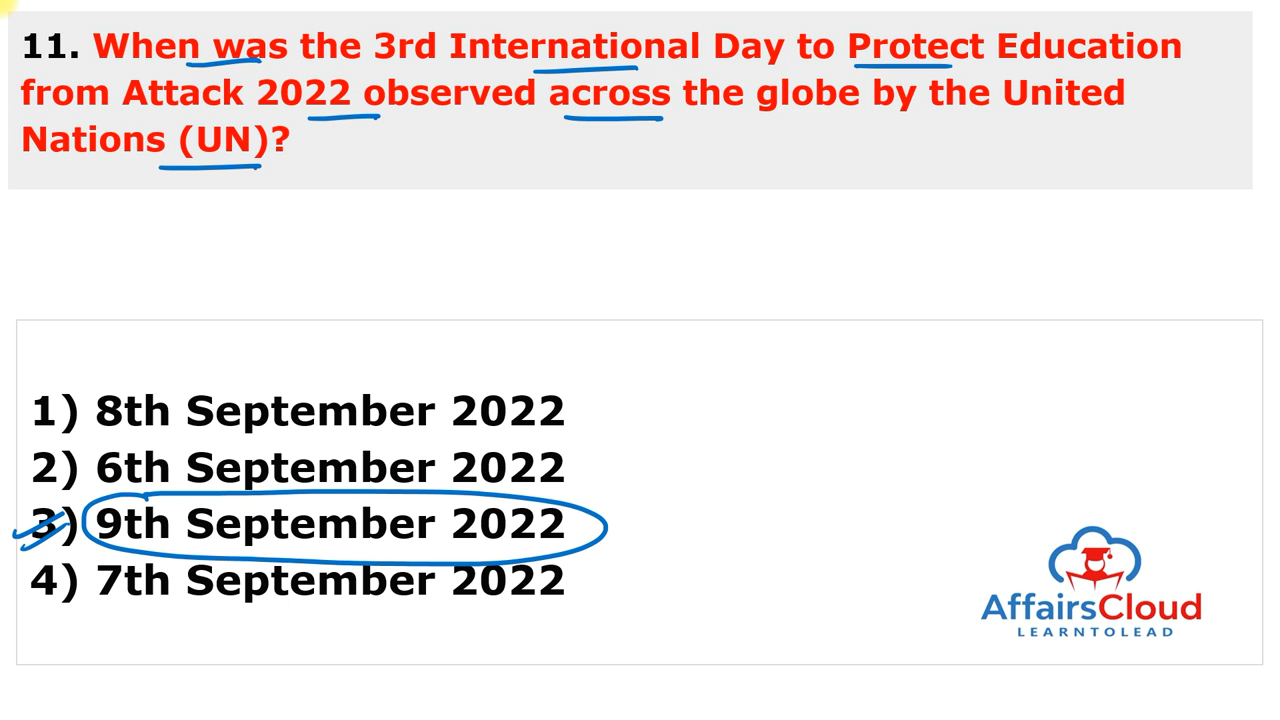 11. When was the 3rd International Day to Protect Education
from Attack 2022 observed across the globe by the United
Nations (UN)?
1) 8th September 2022
2) 6th September 2022
3) 9th September 2022
4) 7th September 2022
AffairsCloud
LEARNTOLEAD